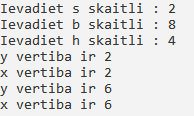 Ievadiet s skaitli : 2
Ievadiet b skaitli : 8
Ievadiet h skaitli : 4
y vertiba ir 2
x vertiba ir 2
y vertiba ir 6
x vertiba ir 6